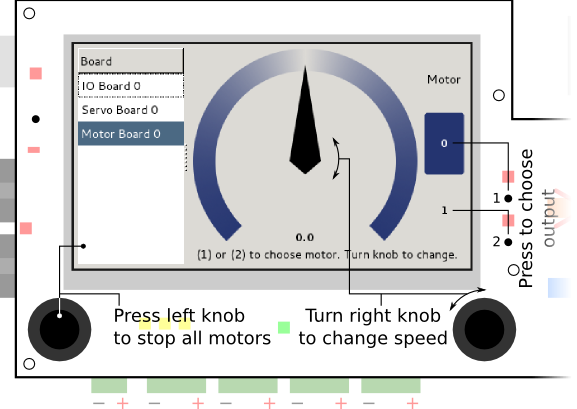 Board
IO Board 0
Servo Board 0
Motor Board 0
Motor
0
1
0.0
(1) or (2) to choose motor. Turn knob to change.
1
2
Press to choose
output
Press left knob
to stop all motors
Turn right knob
to change speed
− + − + − + − + − +